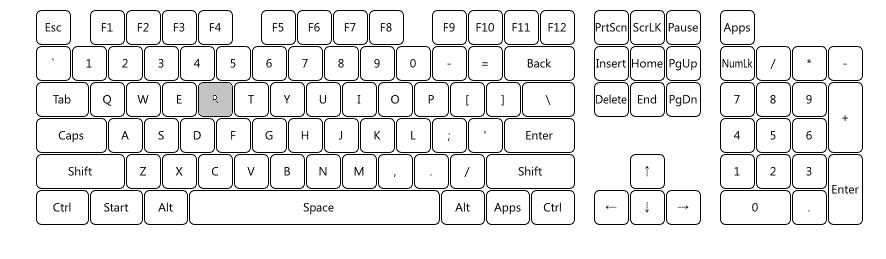 Esc F1 F2 F3 F4 F5 F6 F7 F8 F9 F10 F11 F12 PrtScn ScrLK Pause Apps
` 1 2 3 4 5 6 7 8 9 0 - = Back Insert Home PgUp NumLk / * -
Tab Q W E R T Y U I O P [ ] \ Delete End PgDn 7 8 9 +
Caps A S D F G H J K L ; ' Enter 4 5 6
Shift Z X C V B N M , . / Shift ↑ 1 2 3 Enter
Ctrl Start Alt Space Alt Apps Ctrl ← ↓ → 0 .